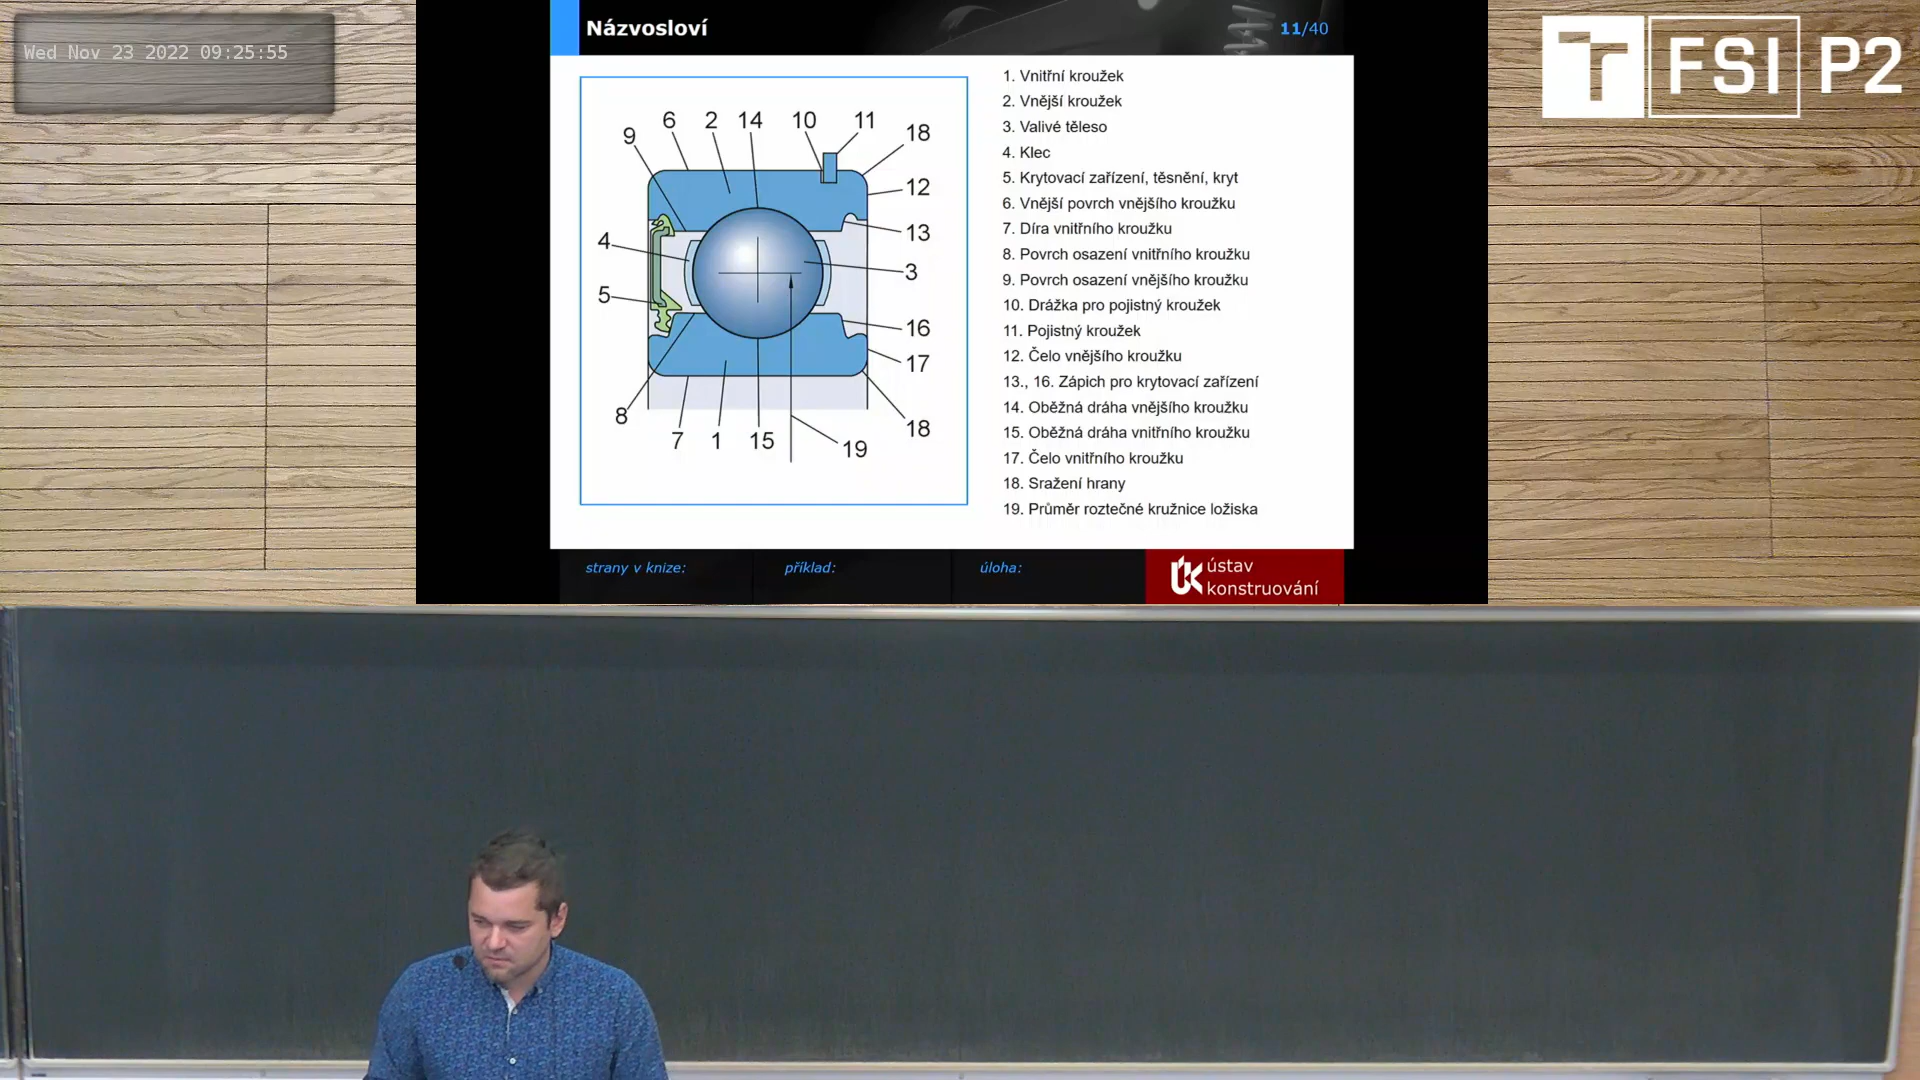 Wed Nov 23 2022 09:25:55
Názvosloví
11/40
T FSI P2
1. Vnitřní kroužek
2. Vnější kroužek
3. Valivé těleso
4. Klec
5. Krytovací zařízení, těsnění, kryt
6. Vnější povrch vnějšího kroužku
7. Díra vnitřního kroužku
8. Povrch osazení vnitřního kroužku
9. Povrch osazení vnějšího kroužku
10. Drážka pro pojistný kroužek
11. Pojistný kroužek
12. Čelo vnějšího kroužku
13., 16. Zápich pro krytovací zařízení
14. Oběžná dráha vnějšího kroužku
15. Oběžná dráha vnitřního kroužku
17. Čelo vnitřního kroužku
18. Sražení hrany
19. Průměr roztečné kružnice ložiska
9 6 2 14 10 11 18
12
13
4
3
5
16
17
8
7 1 15 19 18
strany v knize:
příklad:
úloha:
ÚK ústav
konstruování